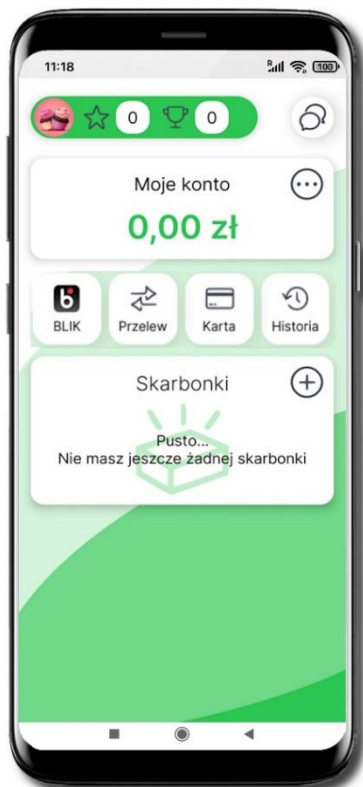 11:18
R
100
0
0
Moje konto
0,00 zł
BLIK
Przelew
Karta
Historia
Skarbonki
Pusto...
Nie masz jeszcze żadnej skarbonki